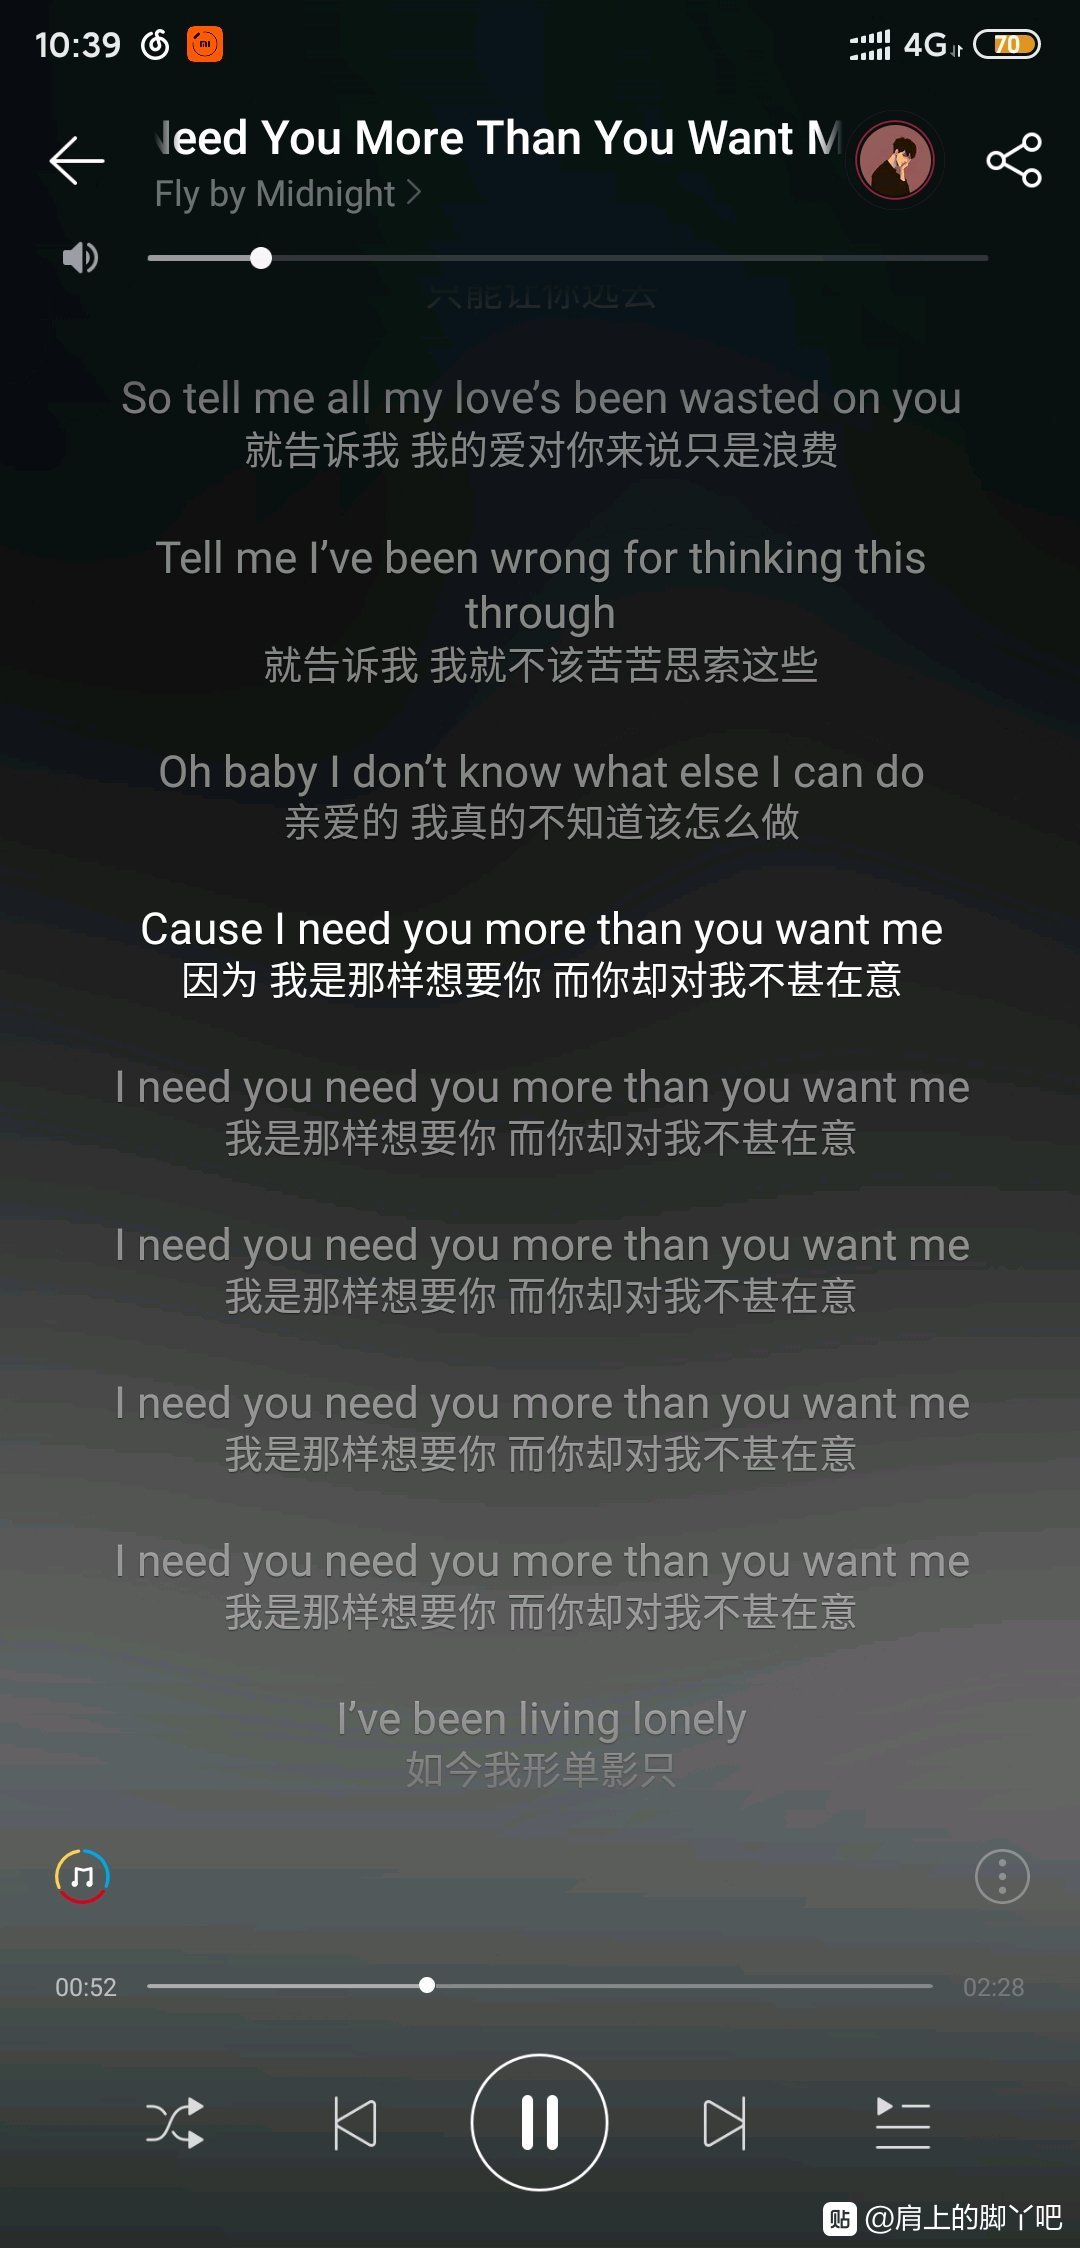 10:39
4G
70
Need You More Than You Want M
Fly by Midnight
只能让你远去
So tell me all my love’s been wasted on you
就告诉我 我的爱对你来说只是浪费
Tell me I’ve been wrong for thinking this
through
就告诉我 我就不该苦苦思索这些
Oh baby I don’t know what else I can do
亲爱的 我真的不知道该怎么做
Cause I need you more than you want me
因为 我是那样想要你 而你却对我不甚在意
I need you need you more than you want me
我是那样想要你 而你却对我不甚在意
I need you need you more than you want me
我是那样想要你 而你却对我不甚在意
I need you need you more than you want me
我是那样想要你 而你却对我不甚在意
I need you need you more than you want me
我是那样想要你 而你却对我不甚在意
I’ve been living lonely
如今我形单影只
00:52
02:28
贴 @肩上的脚丫吧